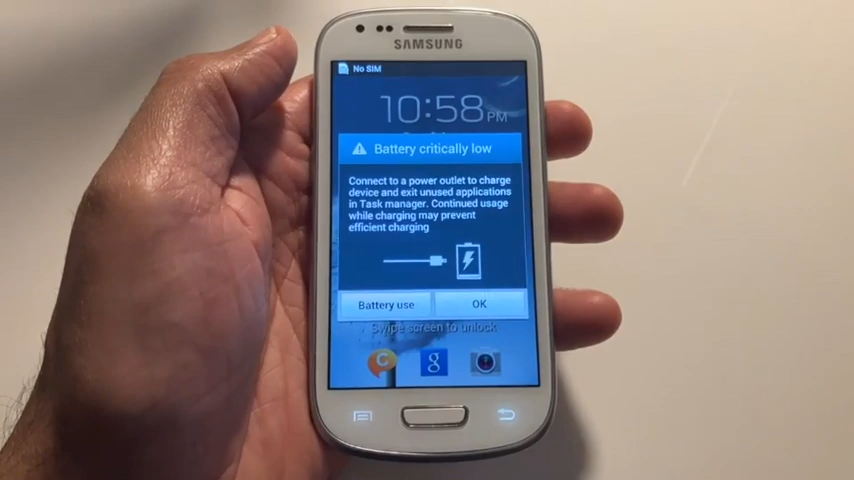 SAMSUNG
No SIM
10:58 PM
Battery critically low
Connect to a power outlet to charge
device and exit unused applications
in Task manager. Continued usage
while charging may prevent
efficient charging
Battery use
OK
Swipe screen to unlock
C
g